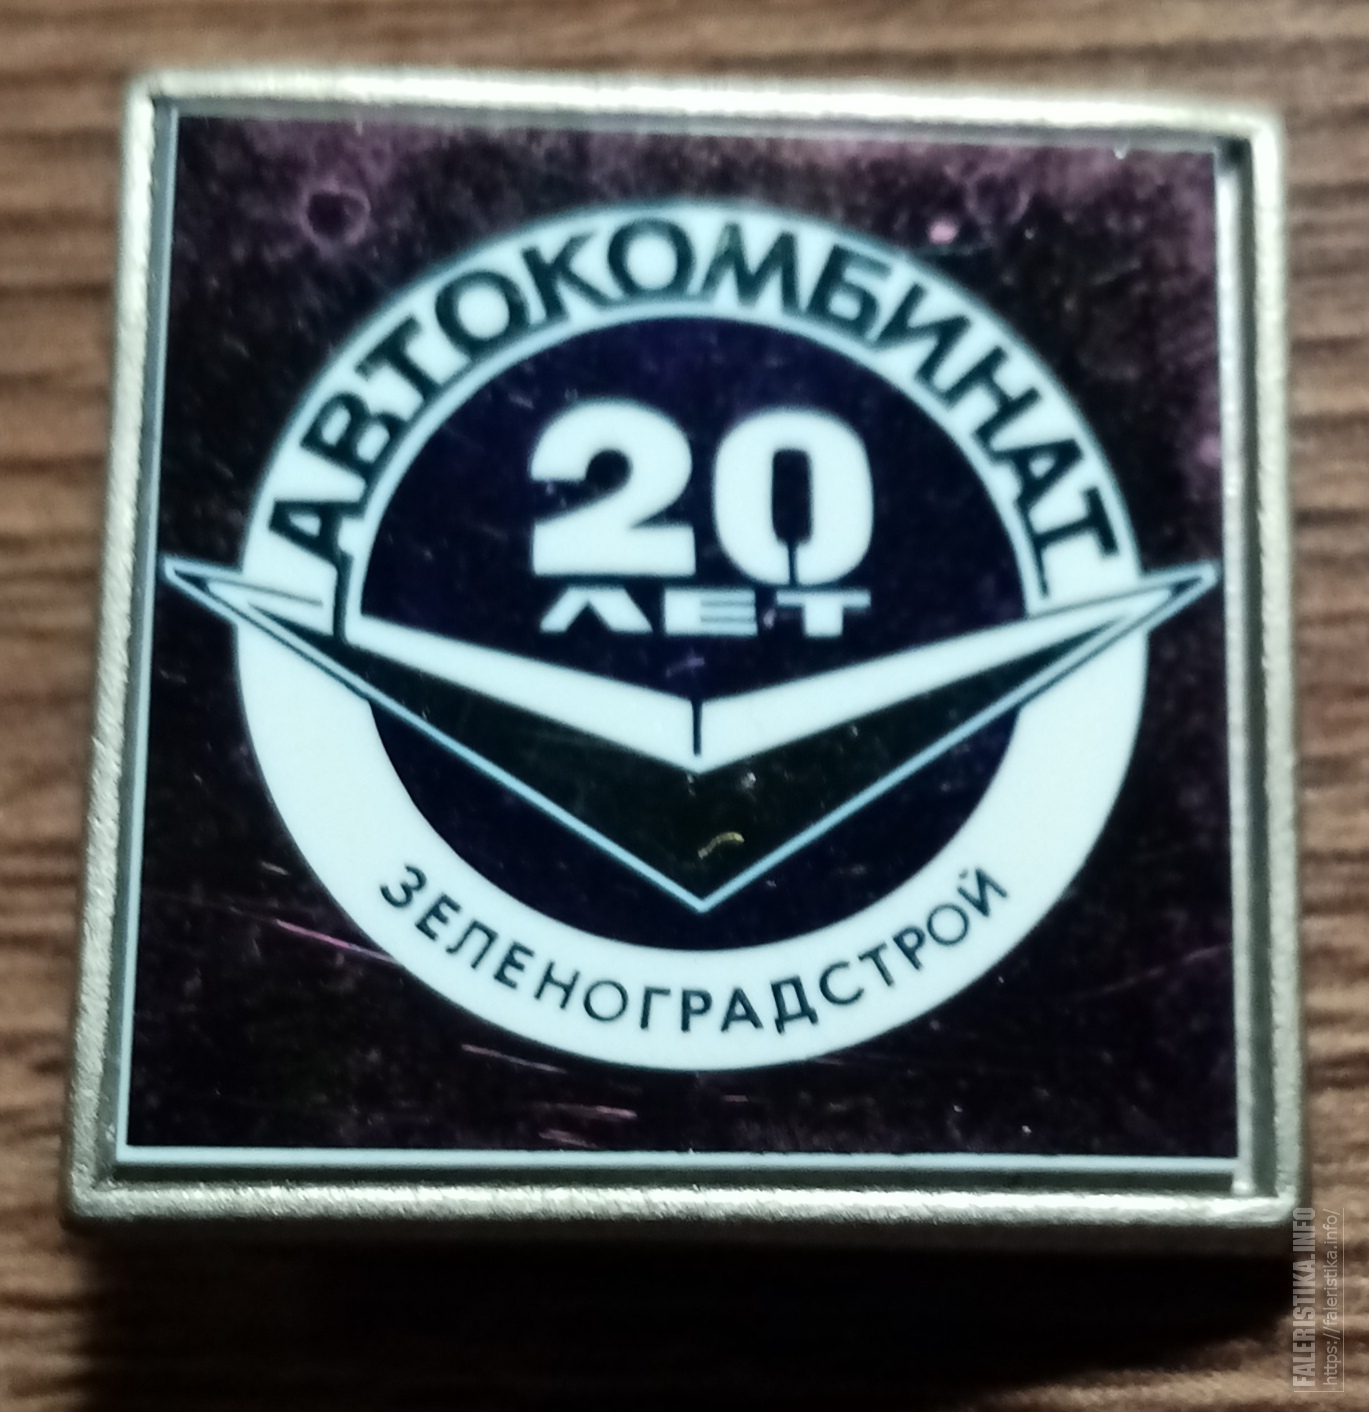 АВТОКОМБИНАТ
20
ЛЕТ
ЗЕЛЕНОГРАДСТРОЙ
FALERISTIKA.INFO
https://faleristika.info/